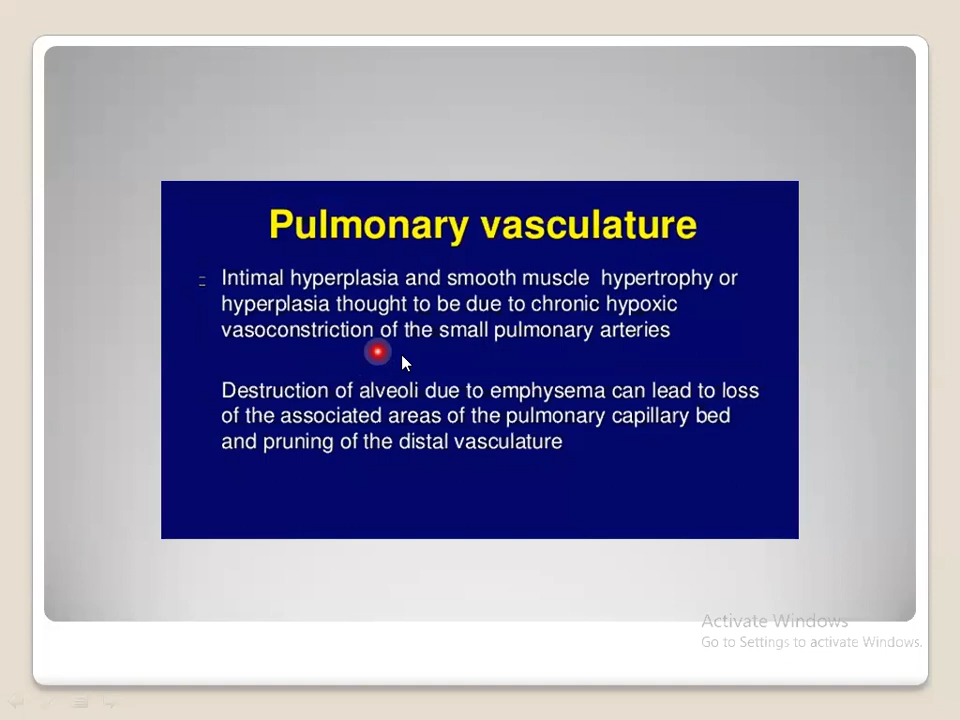 Pulmonary vasculature
Intimal hyperplasia and smooth muscle hypertrophy or
hyperplasia thought to be due to chronic hypoxic
vasoconstriction of the small pulmonary arteries
Destruction of alveoli due to emphysema can lead to loss
of the associated areas of the pulmonary capillary bed
and pruning of the distal vasculature
Activate Windows
Go to Settings to activate Windows.